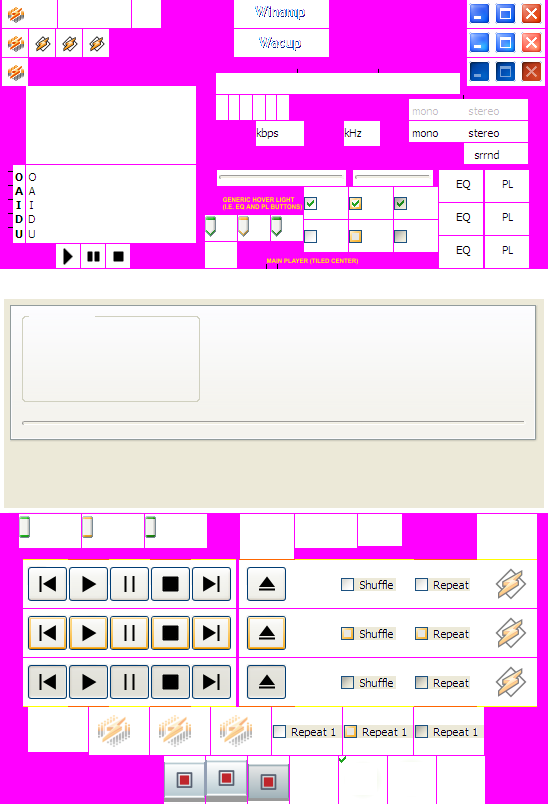 Winamp
Wacup
mono stereo
kbps kHz mono stereo
srrnd
O O
A A
I I
D D
U U
GENERIC HOVER LIGHT
(I.E. EQ AND PL BUTTONS)
EQ PL
EQ PL
EQ PL
MAIN PLAYER (TILED CENTER)
Shuffle Repeat
Shuffle Repeat
Shuffle Repeat
Repeat 1 Repeat 1 Repeat 1